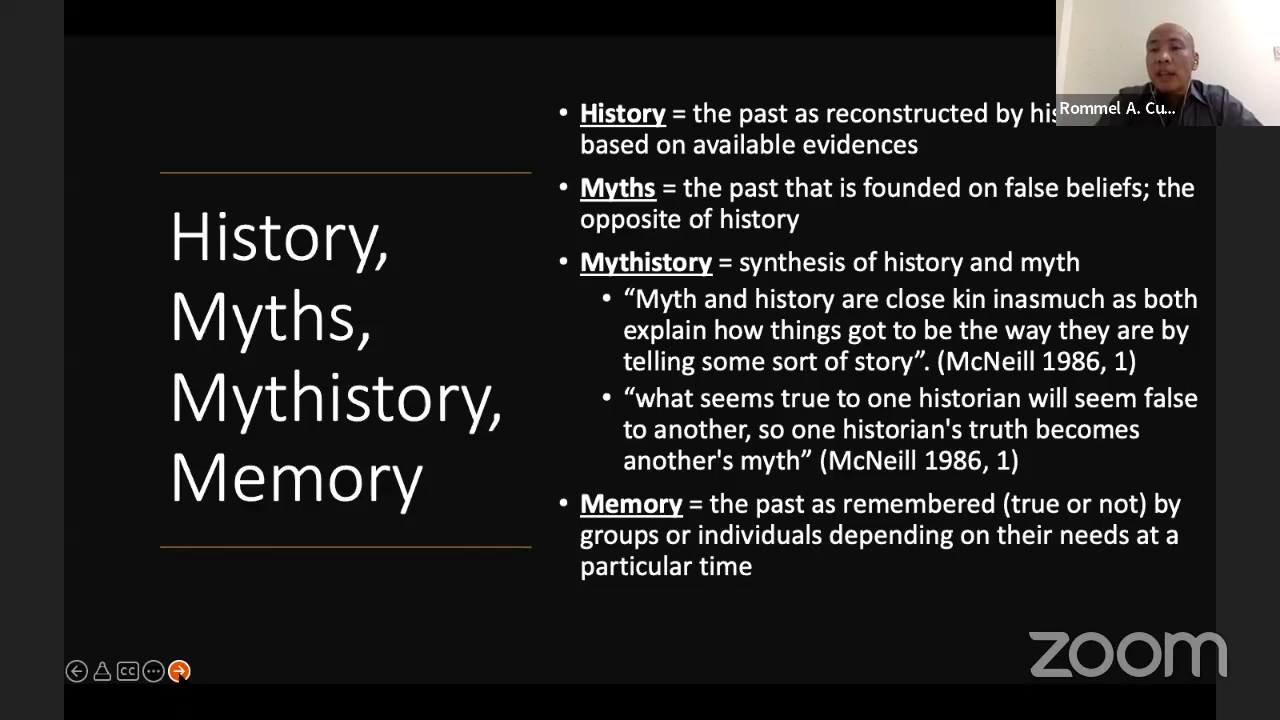 History,
Myths,
Mythistory,
Memory
• History = the past as reconstructed by
based on available evidences
• Myths = the past that is founded on false beliefs; the
opposite of history
• Mythistory = synthesis of history and myth
• “Myth and history are close kin inasmuch as both
explain how things got to be the way they are by
telling some sort of story”. (McNeill 1986, 1)
• “what seems true to one historian will seem false
to another, so one historian's truth becomes
another's myth” (McNeill 1986, 1)
• Memory = the past as remembered (true or not) by
groups or individuals depending on their needs at a
particular time
Rommel A. Cu...
CC
zoom